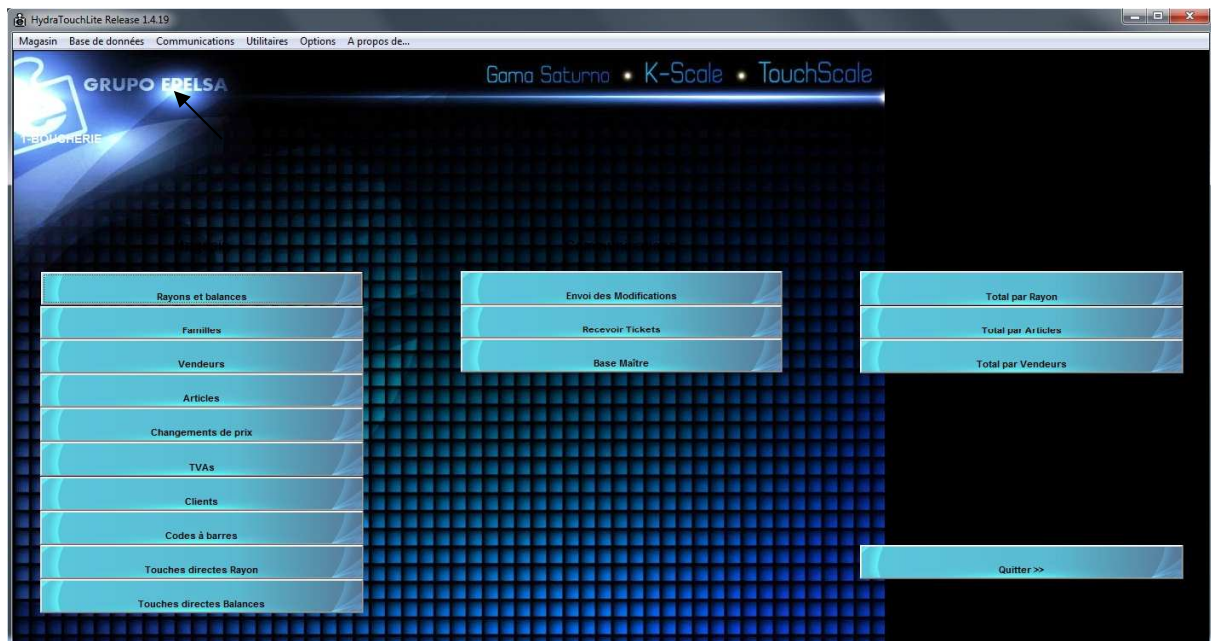 HydraTouchLite Release 1.4.19
Magasin Base de données Communications Utilitaires Options A propos de...
Gama Saturno • K-Scale • TouchScale
GRUPO EPELSA
1-BOUCHERIE
Rayons et balances
Familles
Vendeurs
Articles
Changements de prix
TVAs
Clients
Codes à barres
Touches directes Rayon
Touches directes Balances
Envoi des Modifications
Recevoir Tickets
Base Maître
Total par Rayon
Total par Articles
Total par Vendeurs
Quitter >>